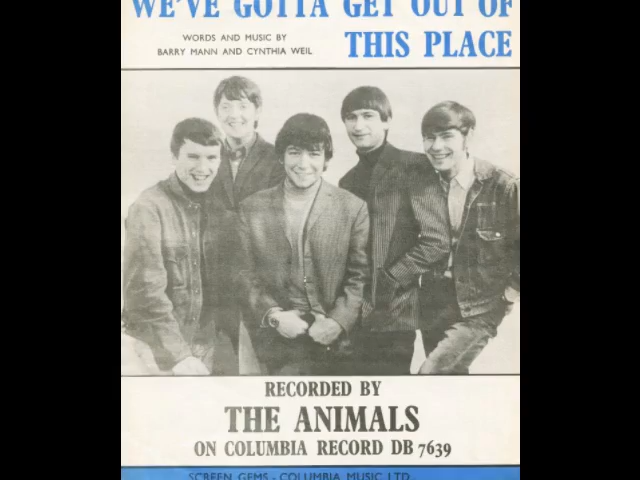 WE'VE GOTTA GET OUT OF
THIS PLACE
WORDS AND MUSIC BY
BARRY MANN AND CYNTHIA WEIL
RECORDED BY
THE ANIMALS
ON COLUMBIA RECORD DB 7639
SCREEN GEMS - COLUMBIA MUSIC LTD.